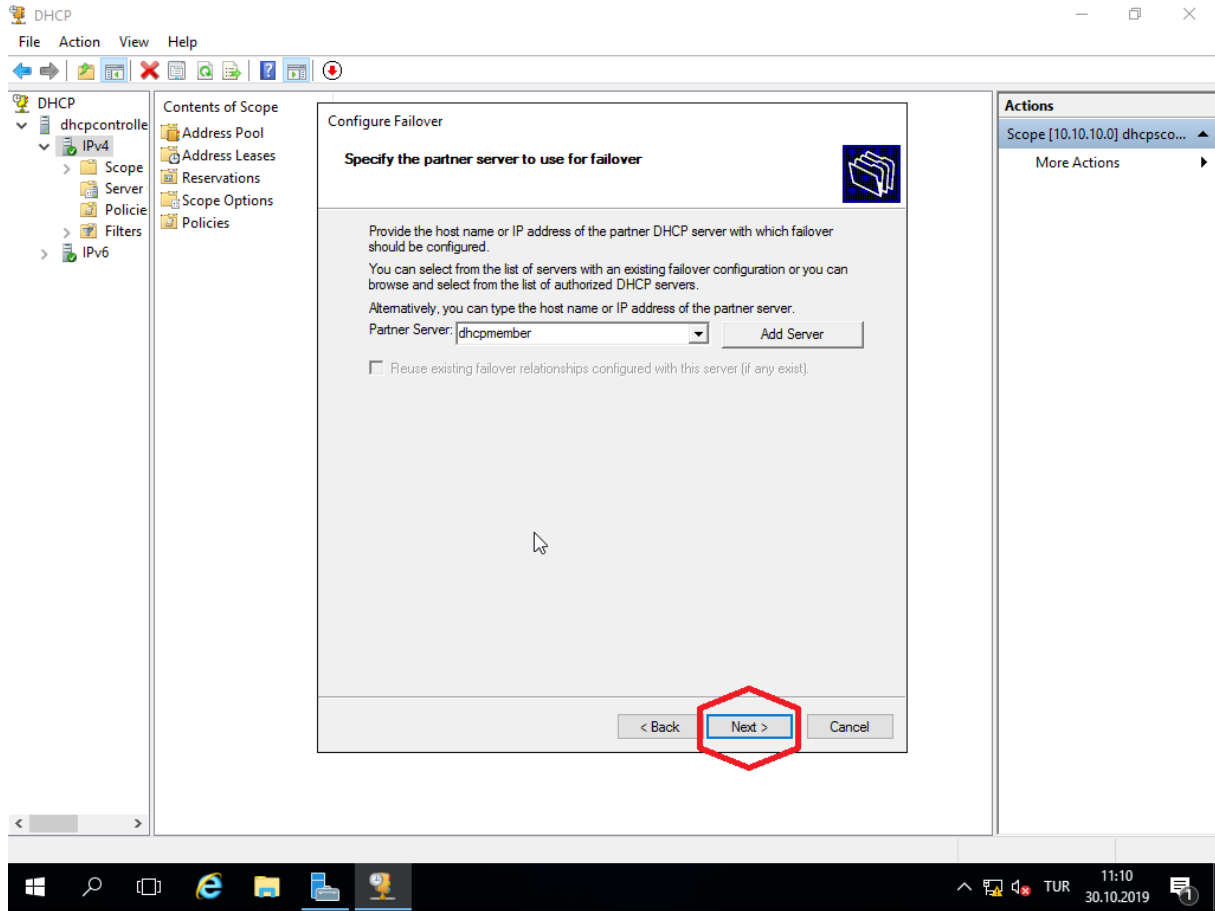 DHCP
File Action View Help
DHCP
dhcpcontrolle
IPv4
Scope
Server
Policie
Filters
IPv6
Contents of Scope
Address Pool
Address Leases
Reservations
Scope Options
Policies
Configure Failover
Specify the partner server to use for failover
Provide the host name or IP address of the partner DHCP server with which failover
should be configured.
You can select from the list of servers with an existing failover configuration or you can
browse and select from the list of authorized DHCP servers.
Alternatively, you can type the host name or IP address of the partner server.
Partner Server: dhcpmember Add Server
Reuse existing failover relationships configured with this server (if any exist).
< Back Next > Cancel
Actions
Scope [10.10.10.0] dhcpsco...
More Actions
TUR
11:10
30.10.2019
1